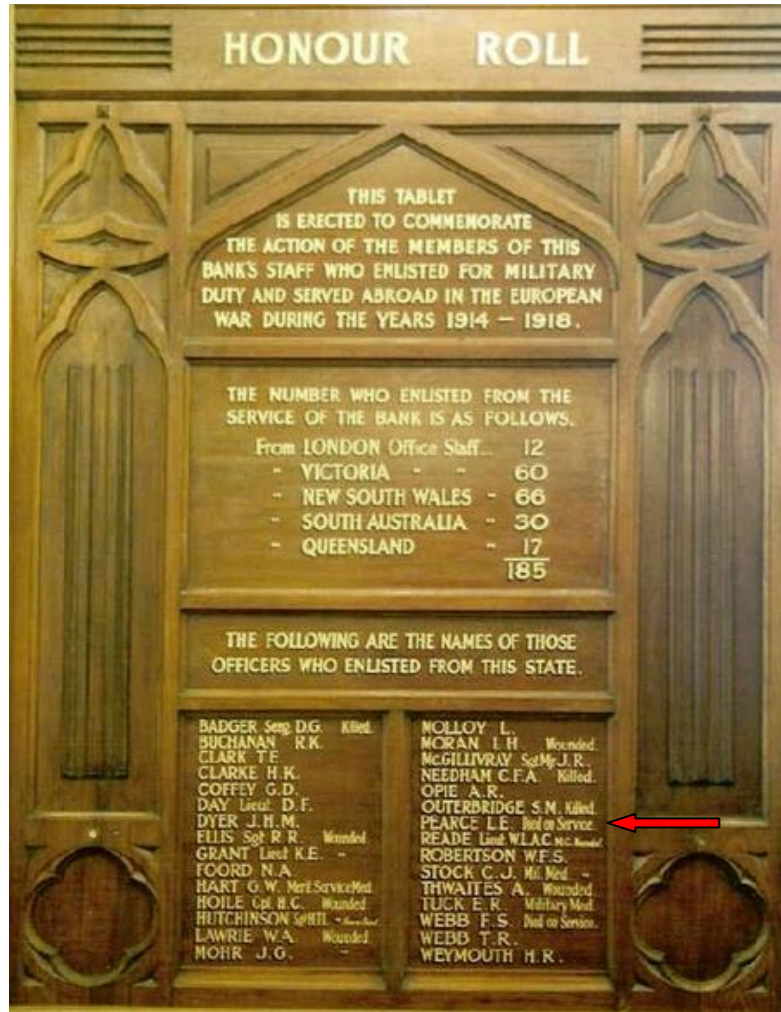 HONOUR ROLL
THIS TABLET
IS ERECTED TO COMMEMORATE
THE ACTION OF THE MEMBERS OF THIS
BANK'S STAFF WHO ENLISTED FOR MILITARY
DUTY AND SERVED ABROAD IN THE EUROPEAN
WAR DURING THE YEARS 1914 – 1918.
THE NUMBER WHO ENLISTED FROM THE
SERVICE OF THE BANK IS AS FOLLOWS.
From LONDON Office Staff... 12
" VICTORIA " " 60
" NEW SOUTH WALES " 66
" SOUTH AUSTRALIA " 30
" QUEENSLAND " 17
185
THE FOLLOWING ARE THE NAMES OF THOSE
OFFICERS WHO ENLISTED FROM THIS STATE.
BADGER Serg. D.G. Killed.
BUCHANAN R.K.
CLARK T.E.
CLARKE H.K.
COFFEY G.D.
DAY Lieut. D.F.
DYER J.H.M.
ELLIS Sgt R.R. Wounded
GRANT Lieut K.E. "
FOORD N.A.
HART G.W. Merit.Service Med.
HOILE Cpl. H.C. Wounded
HUTCHINSON
LAWRIE W.A. Wounded
MOHR J.G. "
MOLLOY L.
MORAN L.H. Wounded.
McGILLIVRAY Sgt Mjr J.R.
NEEDHAM C.F.A. Killed.
OPIE A.R.
OUTERBRIDGE S.M. Killed.
PEARCE L.E. Died on Service.
READE Lieut. W.L.A.C. M.C. Wounded.
ROBERTSON W.F.S.
STOCK C.J. Mil. Med. "
THWAITES A. Wounded.
TUCK E.R. Military Med.
WEBB F.S. Died on Service.
WEBB T.R.
WEYMOUTH H.R.